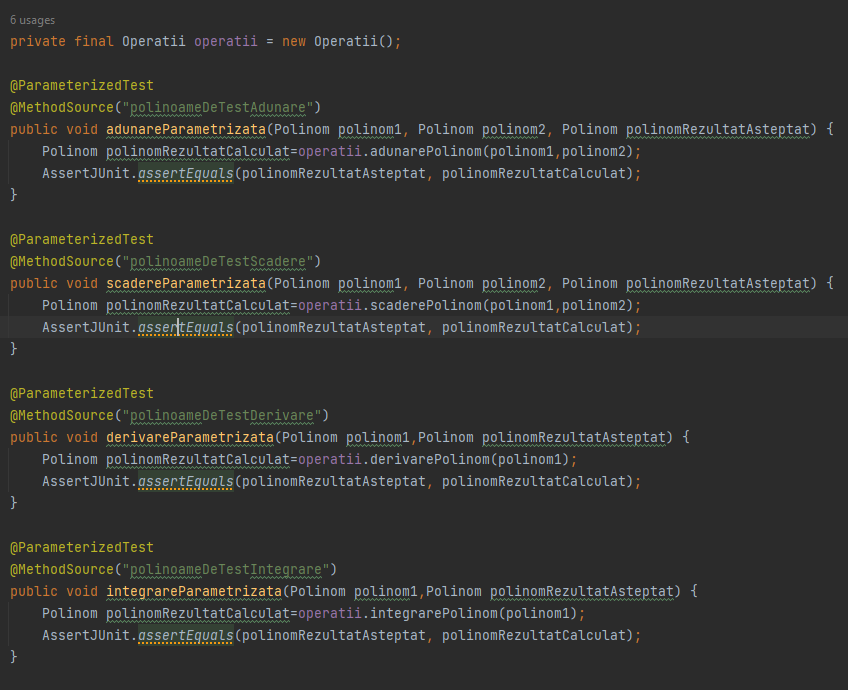 6 usages
private final Operatii operatii = new Operatii();
@ParameterizedTest
@MethodSource("polinoameDeTestAdunare")
public void adunareParametrizata(Polinom polinom1, Polinom polinom2, Polinom polinomRezultatAsteptat) {
Polinom polinomRezultatCalculat=operatii.adunarePolinom(polinom1,polinom2);
AssertJUnit.assertEquals(polinomRezultatAsteptat, polinomRezultatCalculat);
}
@ParameterizedTest
@MethodSource("polinoameDeTestScadere")
public void scadereParametrizata(Polinom polinom1, Polinom polinom2, Polinom polinomRezultatAsteptat) {
Polinom polinomRezultatCalculat=operatii.scaderePolinom(polinom1,polinom2);
AssertJUnit.assertEquals(polinomRezultatAsteptat, polinomRezultatCalculat);
}
@ParameterizedTest
@MethodSource("polinoameDeTestDerivare")
public void derivareParametrizata(Polinom polinom1,Polinom polinomRezultatAsteptat) {
Polinom polinomRezultatCalculat=operatii.derivarePolinom(polinom1);
AssertJUnit.assertEquals(polinomRezultatAsteptat, polinomRezultatCalculat);
}
@ParameterizedTest
@MethodSource("polinoameDeTestIntegrare")
public void integrareParametrizata(Polinom polinom1,Polinom polinomRezultatAsteptat) {
Polinom polinomRezultatCalculat=operatii.integrarePolinom(polinom1);
AssertJUnit.assertEquals(polinomRezultatAsteptat, polinomRezultatCalculat);
}